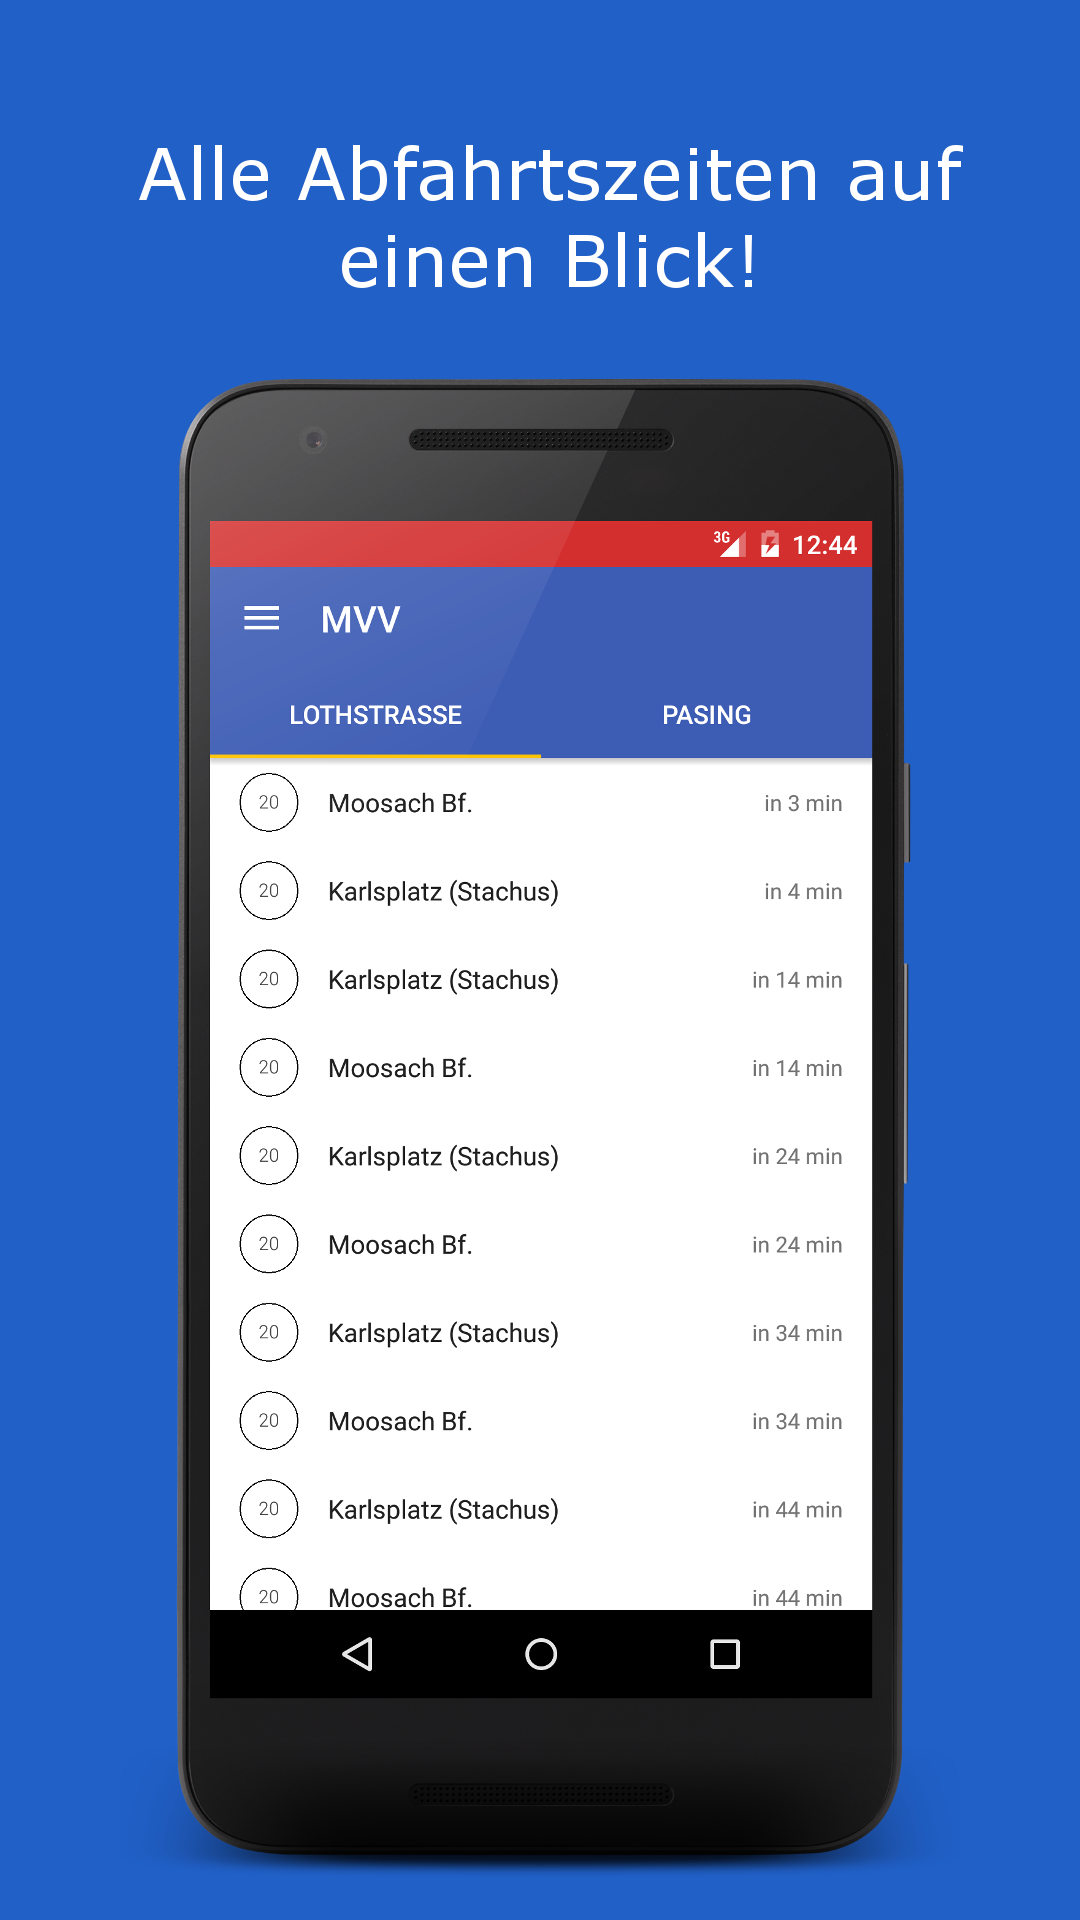 Alle Abfahrtszeiten auf
einen Blick!
3G 12:44
MVV
LOTHSTRASSE PASING
20 Moosach Bf. in 3 min
20 Karlsplatz (Stachus) in 4 min
20 Karlsplatz (Stachus) in 14 min
20 Moosach Bf. in 14 min
20 Karlsplatz (Stachus) in 24 min
20 Moosach Bf. in 24 min
20 Karlsplatz (Stachus) in 34 min
20 Moosach Bf. in 34 min
20 Karlsplatz (Stachus) in 44 min
20 Moosach Bf. in 44 min